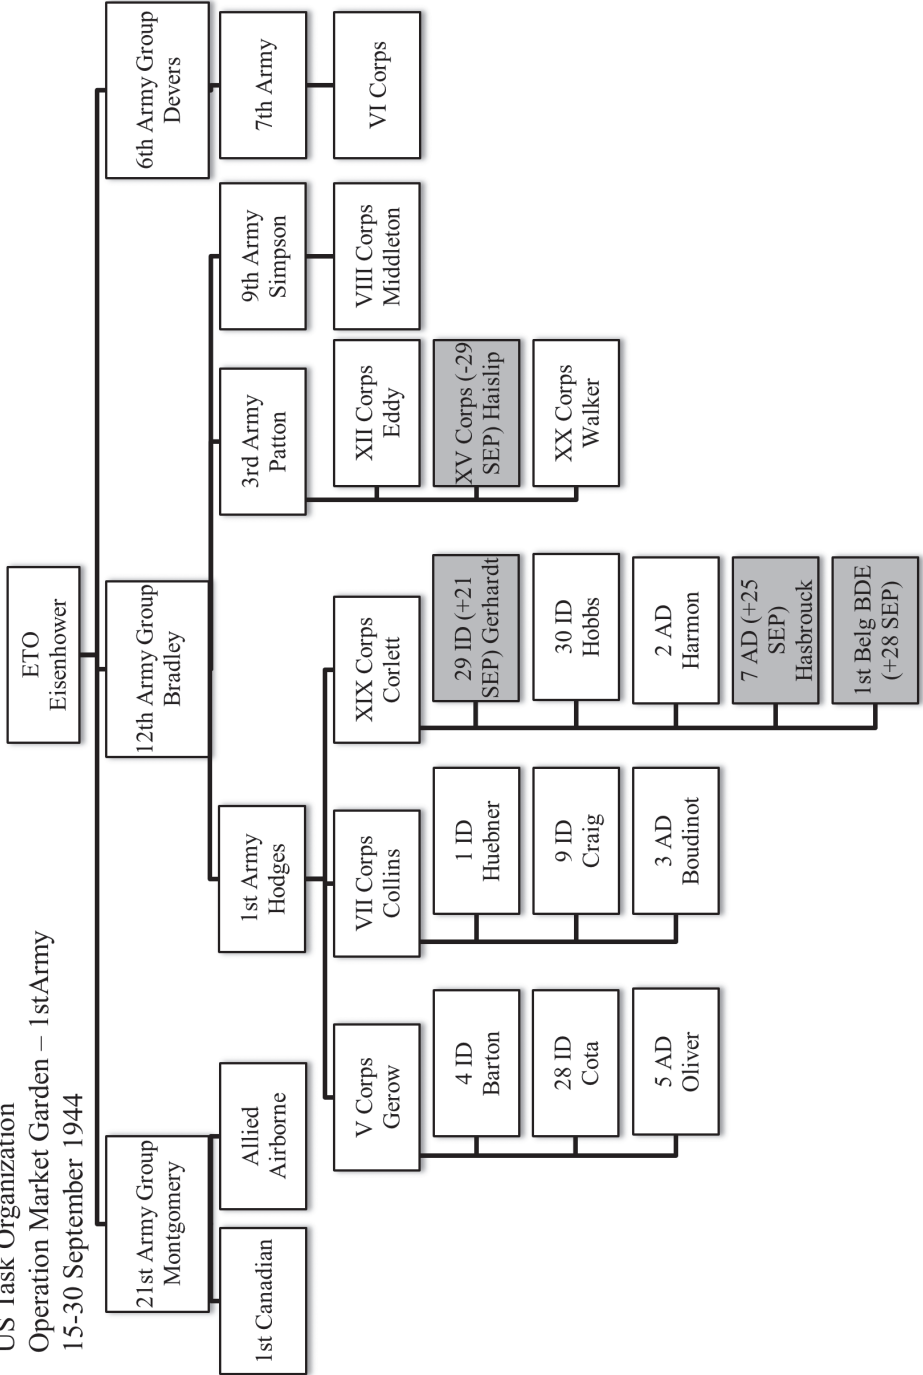 US Task Organization
Operation Market Garden – 1stArmy
15-30 September 1944
ETO
Eisenhower
21st Army Group
Montgomery
12th Army Group
Bradley
6th Army Group
Devers
1st Canadian
Allied
Airborne
1st Army
Hodges
3rd Army
Patton
9th Army
Simpson
7th Army
V Corps
Gerow
VII Corps
Collins
XIX Corps
Corlett
XII Corps
Eddy
VIII Corps
Middleton
VI Corps
4 ID
Barton
1 ID
Huebner
29 ID (+21
SEP) Gerhardt
XV Corps (-29
SEP) Haislip
28 ID
Cota
9 ID
Craig
30 ID
Hobbs
XX Corps
Walker
5 AD
Oliver
3 AD
Boudinot
2 AD
Harmon
7 AD (+25
SEP)
Hasbrouck
1st Belg BDE
(+28 SEP)